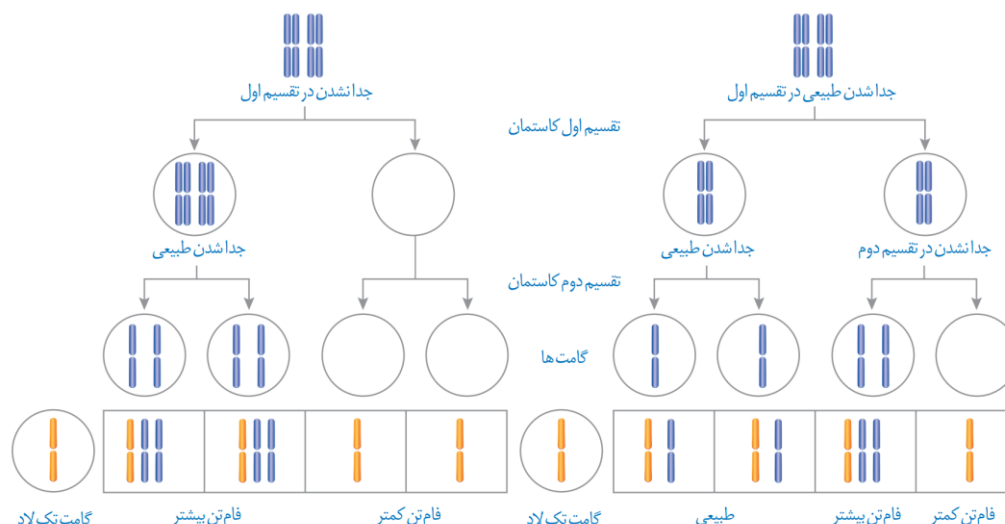 جدا شدن طبیعی در تقسیم اول
جدا نشدن در تقسیم اول
تقسیم اول کاستمان
جدا نشدن در تقسیم دوم
جدا شدن طبیعی
جدا شدن طبیعی
تقسیم دوم کاستمان
گامت‌ها
فام‌تن کمتر
فام‌تن بیشتر
طبیعی
گامت تک‌لاد
فام‌تن کمتر
فام‌تن بیشتر
گامت تک‌لاد